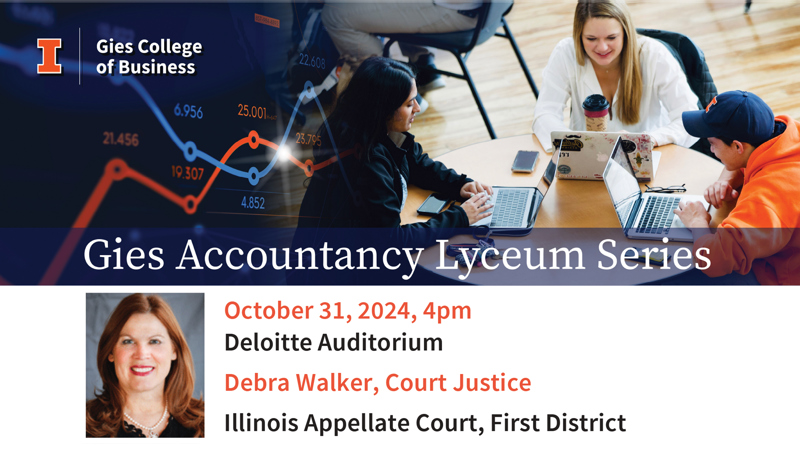 I
Gies College
of Business
21.456
6.956
19.307
25.001
4.852
22.608
23.795
Gies Accountancy Lyceum Series
October 31, 2024, 4pm
Deloitte Auditorium
Debra Walker, Court Justice
Illinois Appellate Court, First District